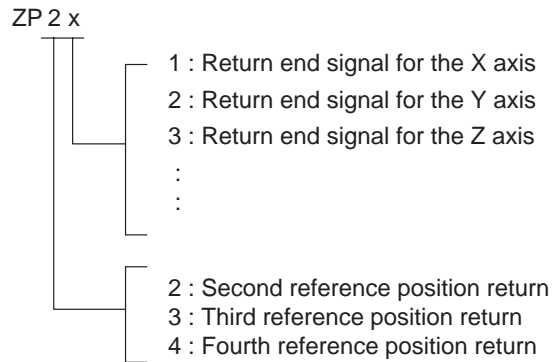 ZP 2 x
1 : Return end signal for the X axis
2 : Return end signal for the Y axis
3 : Return end signal for the Z axis
:
:
2 : Second reference position return
3 : Third reference position return
4 : Fourth reference position return